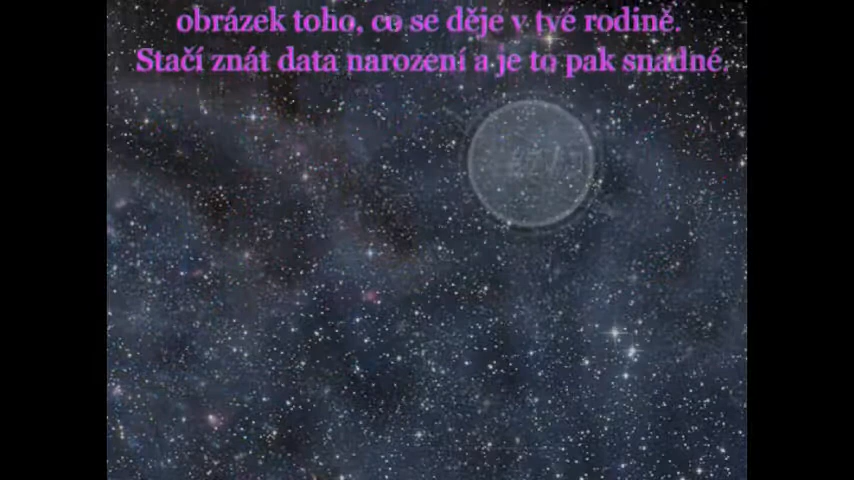 obrázek toho, co se děje v tvé rodině.
Stačí znát data narození a je to pak snadné.